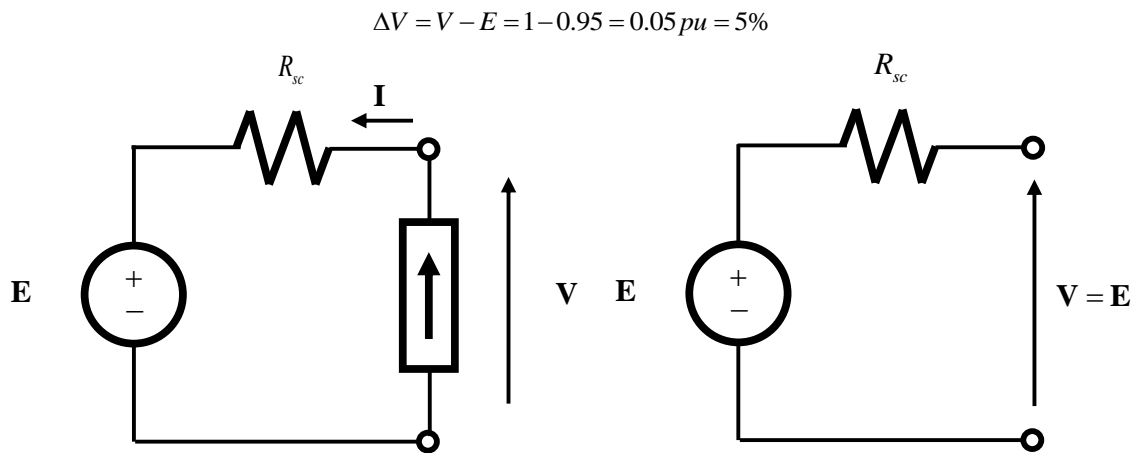 ΔV = V − E = 1 − 0.95 = 0.05 pu = 5%
R_sc
I
E
+
−
V
R_sc
E
+
−
V = E